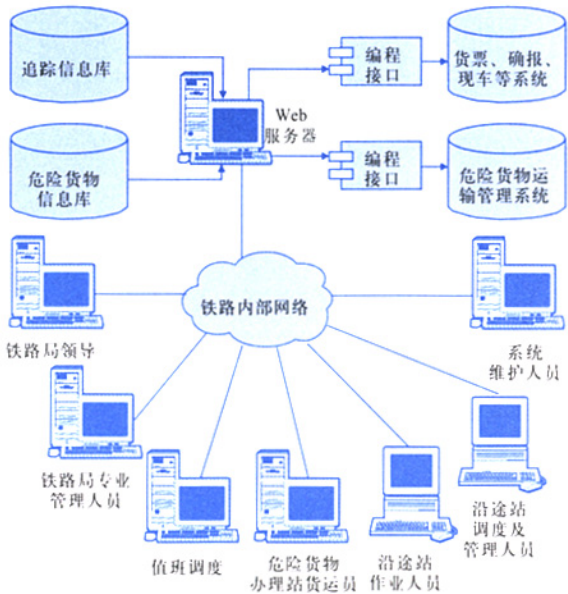 追踪信息库
Web
服务器
编程
接口
货票、确报、
现车等系统
危险货物
信息库
编程
接口
危险货物运
输管理系统
铁路内部网络
铁路局领导
系统
维护人员
铁路局专业
管理人员
值班调度
危险货物
办理站货运员
沿途站
作业人员
沿途站
调度及
管理人员